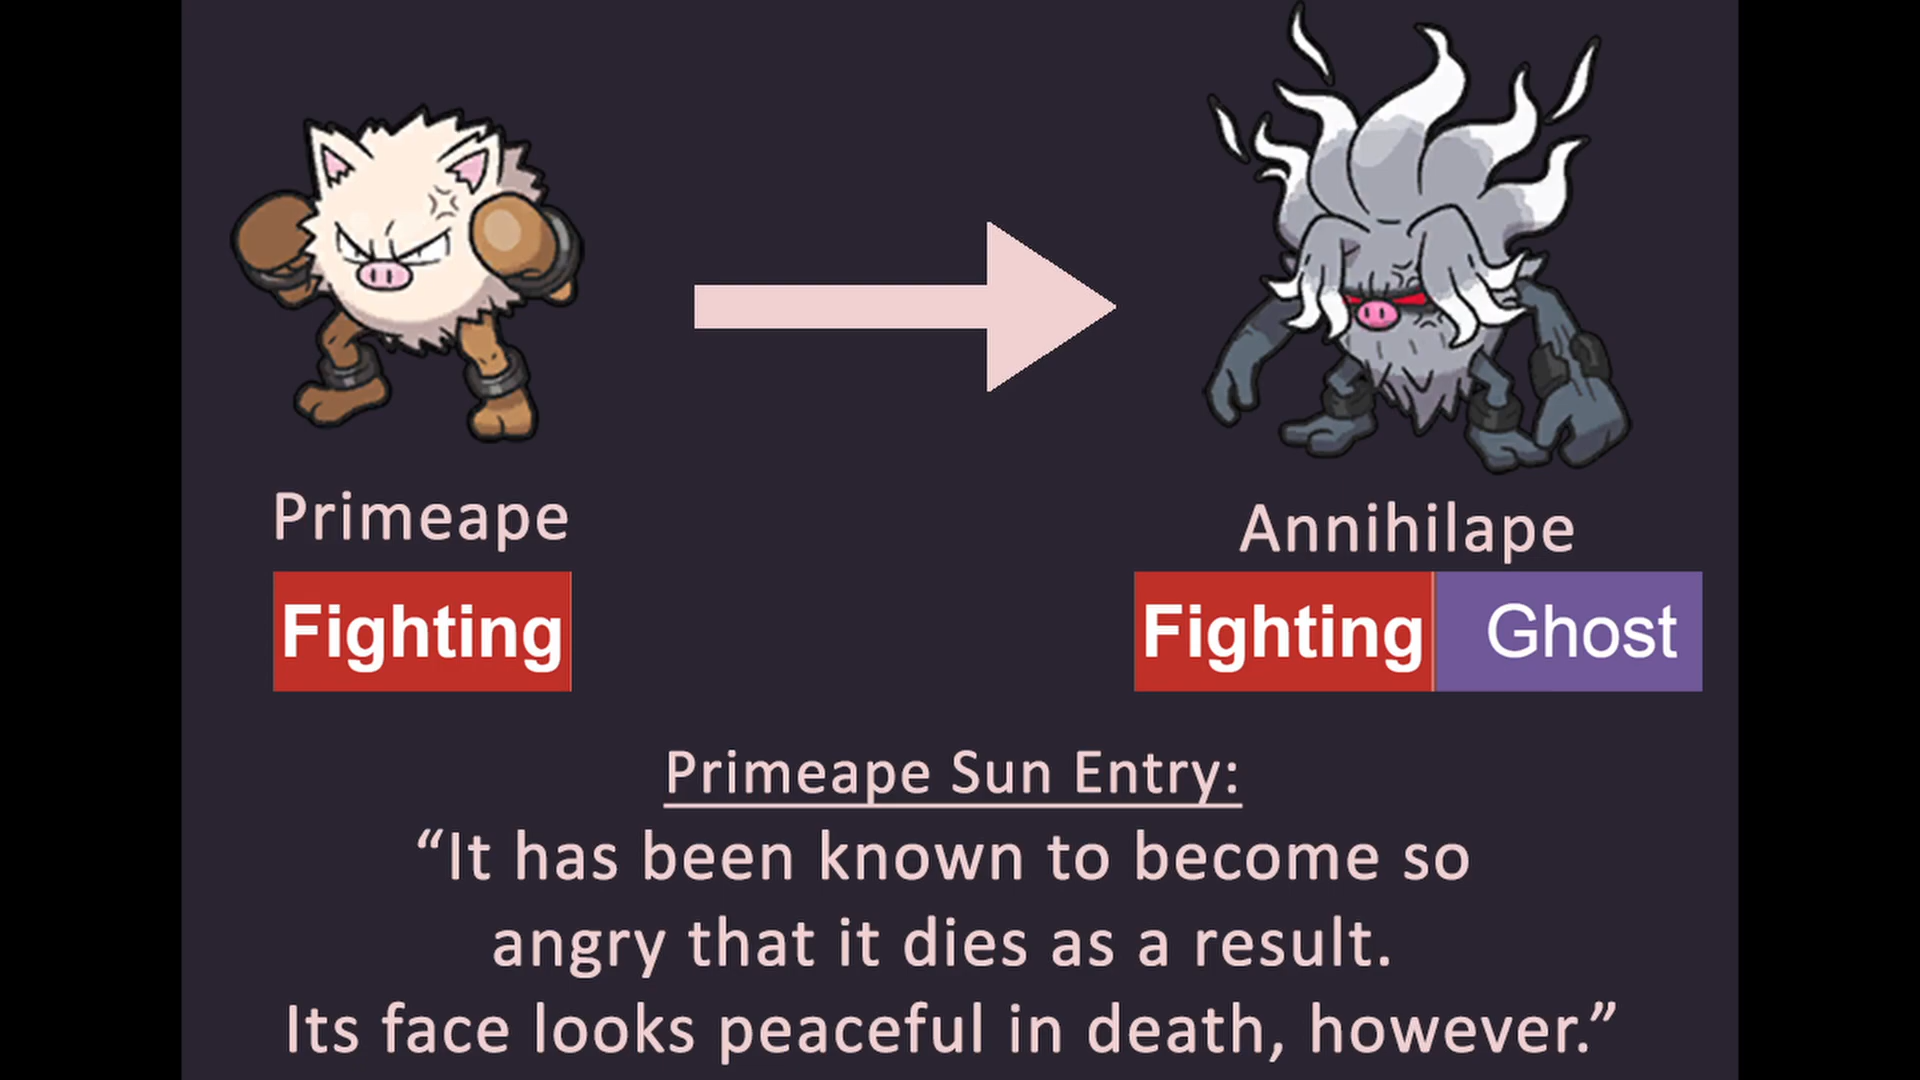 Primeape
Annihilape
Fighting
Fighting Ghost
Primeape Sun Entry:
“It has been known to become so
angry that it dies as a result.
Its face looks peaceful in death, however.”